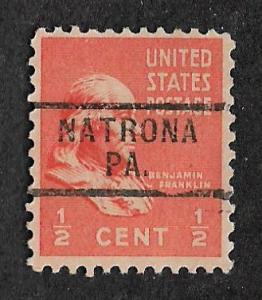 UNITED
STATES
POSTAGE
NATRONA
PA.
BENJAMIN
FRANKLIN
1/2 CENT 1/2